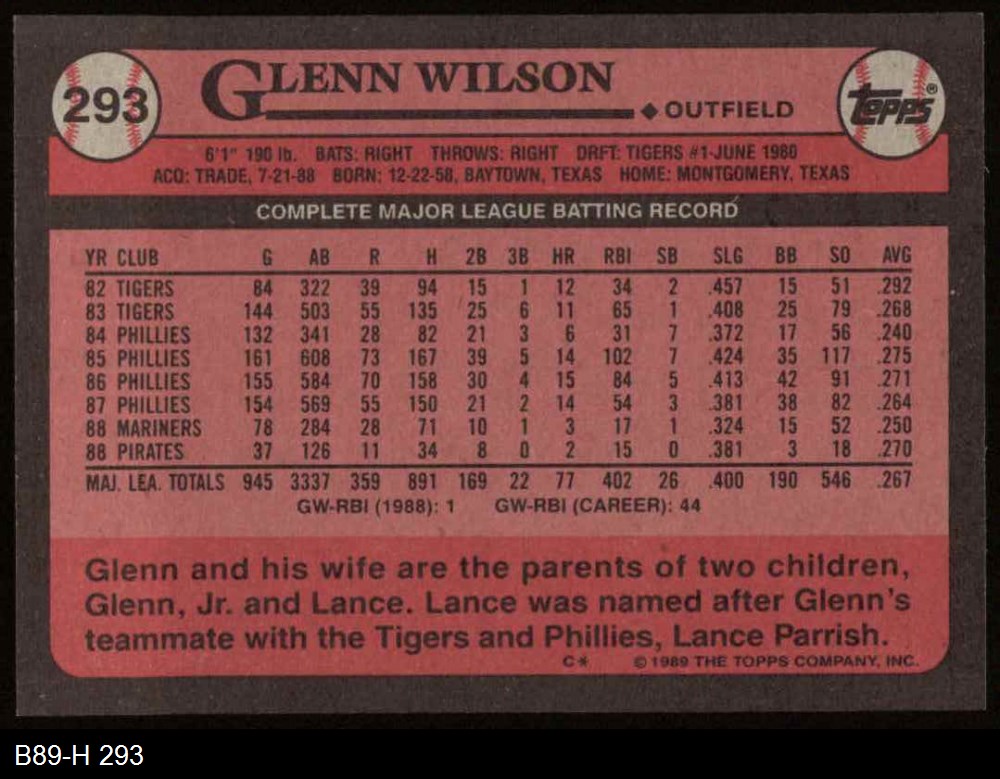 293
GLENN WILSON
◆ OUTFIELD
TOPPS®
6'1" 190 lb. BATS: RIGHT THROWS: RIGHT DRFT: TIGERS #1-JUNE 1980
ACQ: TRADE, 7-21-88 BORN: 12-22-58, BAYTOWN, TEXAS HOME: MONTGOMERY, TEXAS
COMPLETE MAJOR LEAGUE BATTING RECORD
YR CLUB G AB R H 2B 3B HR RBI SB SLG BB SO AVG
82 TIGERS 84 322 39 94 15 1 12 34 2 .457 15 51 .292
83 TIGERS 144 503 55 135 25 6 11 65 1 .408 25 79 .268
84 PHILLIES 132 341 28 82 21 3 6 31 7 .372 17 56 .240
85 PHILLIES 161 608 73 167 39 5 14 102 7 .424 35 117 .275
86 PHILLIES 155 584 70 158 30 4 15 84 5 .413 42 91 .271
87 PHILLIES 154 569 55 150 21 2 14 54 3 .381 38 82 .264
88 MARINERS 78 284 28 71 10 1 3 17 1 .324 15 52 .250
88 PIRATES 37 126 11 34 8 0 2 15 0 .381 3 18 .270
MAJ. LEA. TOTALS 945 3337 359 891 169 22 77 402 26 .400 190 546 .267
GW-RBI (1988): 1 GW-RBI (CAREER): 44
Glenn and his wife are the parents of two children,
Glenn, Jr. and Lance. Lance was named after Glenn's
teammate with the Tigers and Phillies, Lance Parrish.
C* © 1989 THE TOPPS COMPANY, INC.
B89-H 293